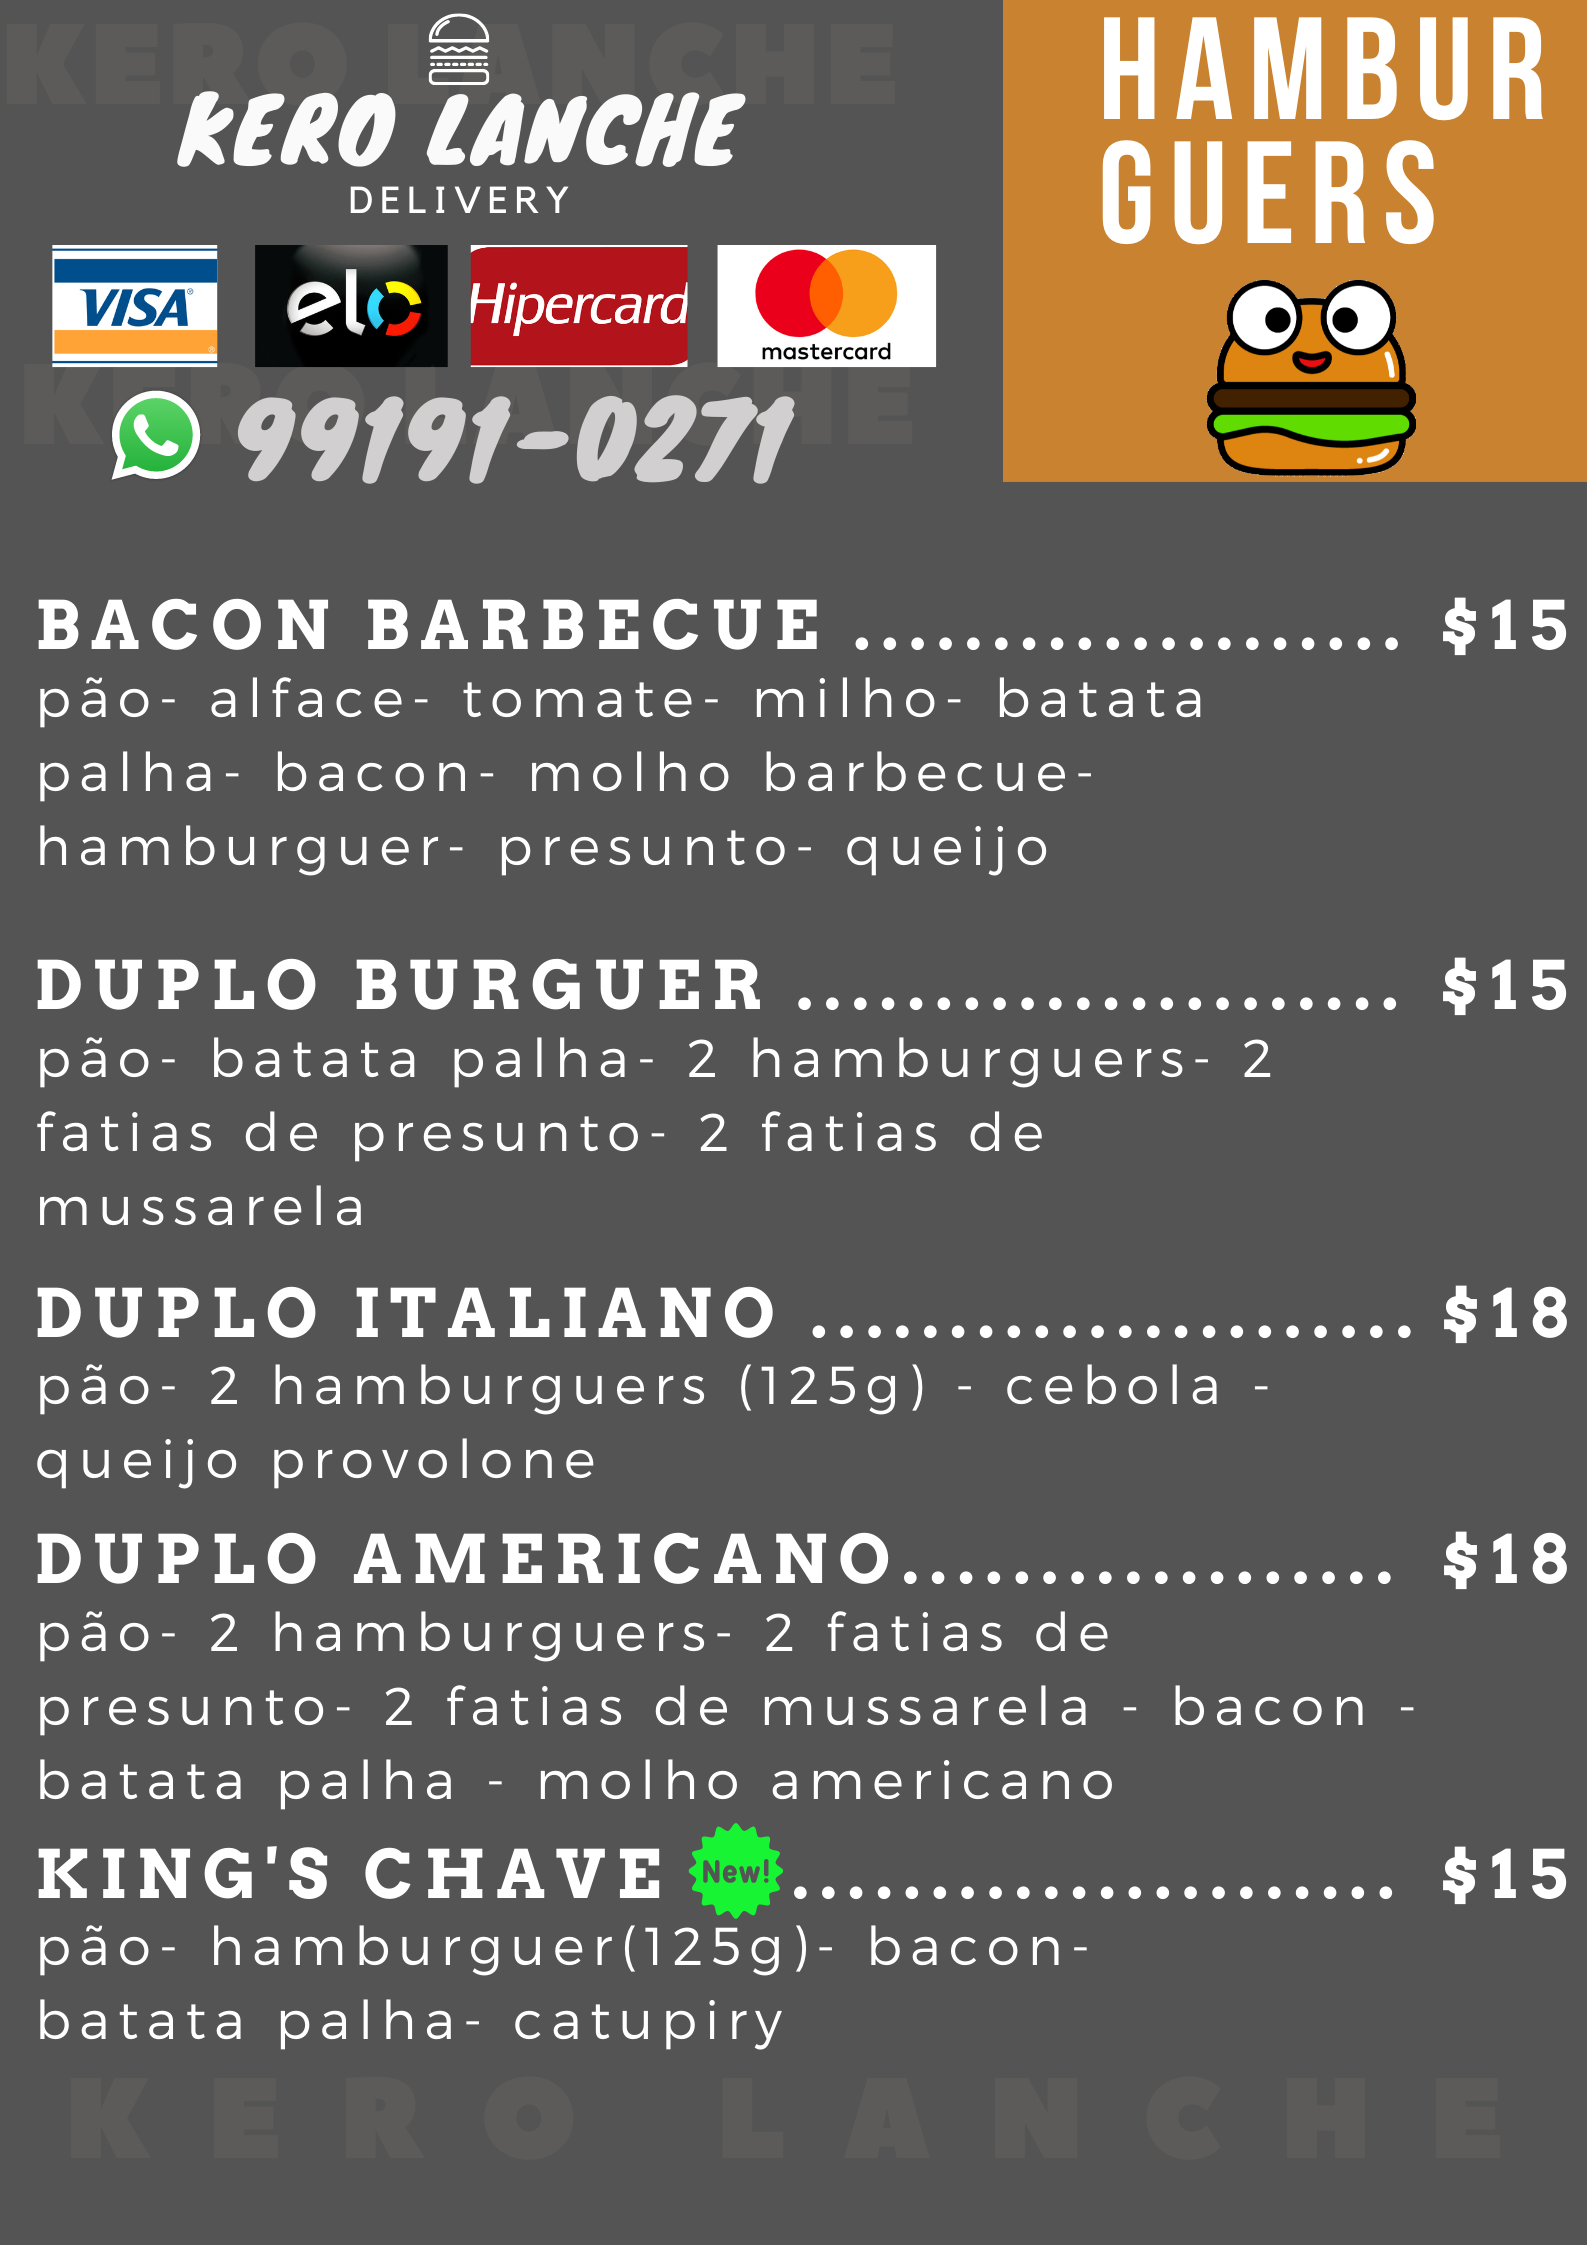 KERO LANCHE
KERO LANCHE
DELIVERY
HAMBUR
GUERS
VISA
elo
Hipercard
mastercard
KERO LANCHE
99191-0271
BACON BARBECUE .................... $15
pão- alface- tomate- milho- batata
palha- bacon- molho barbecue-
hamburguer- presunto- queijo
DUPLO BURGUER ...................... $15
pão- batata palha- 2 hamburguers- 2
fatias de presunto- 2 fatias de
mussarela
DUPLO ITALIANO ...................... $18
pão- 2 hamburguers (125g) - cebola -
queijo provolone
DUPLO AMERICANO.................. $18
pão- 2 hamburguers- 2 fatias de
presunto- 2 fatias de mussarela - bacon -
batata palha - molho americano
KING'S CHAVE New! ...................... $15
pão- hamburguer(125g)- bacon-
batata palha- catupiry
KERO LANCHE